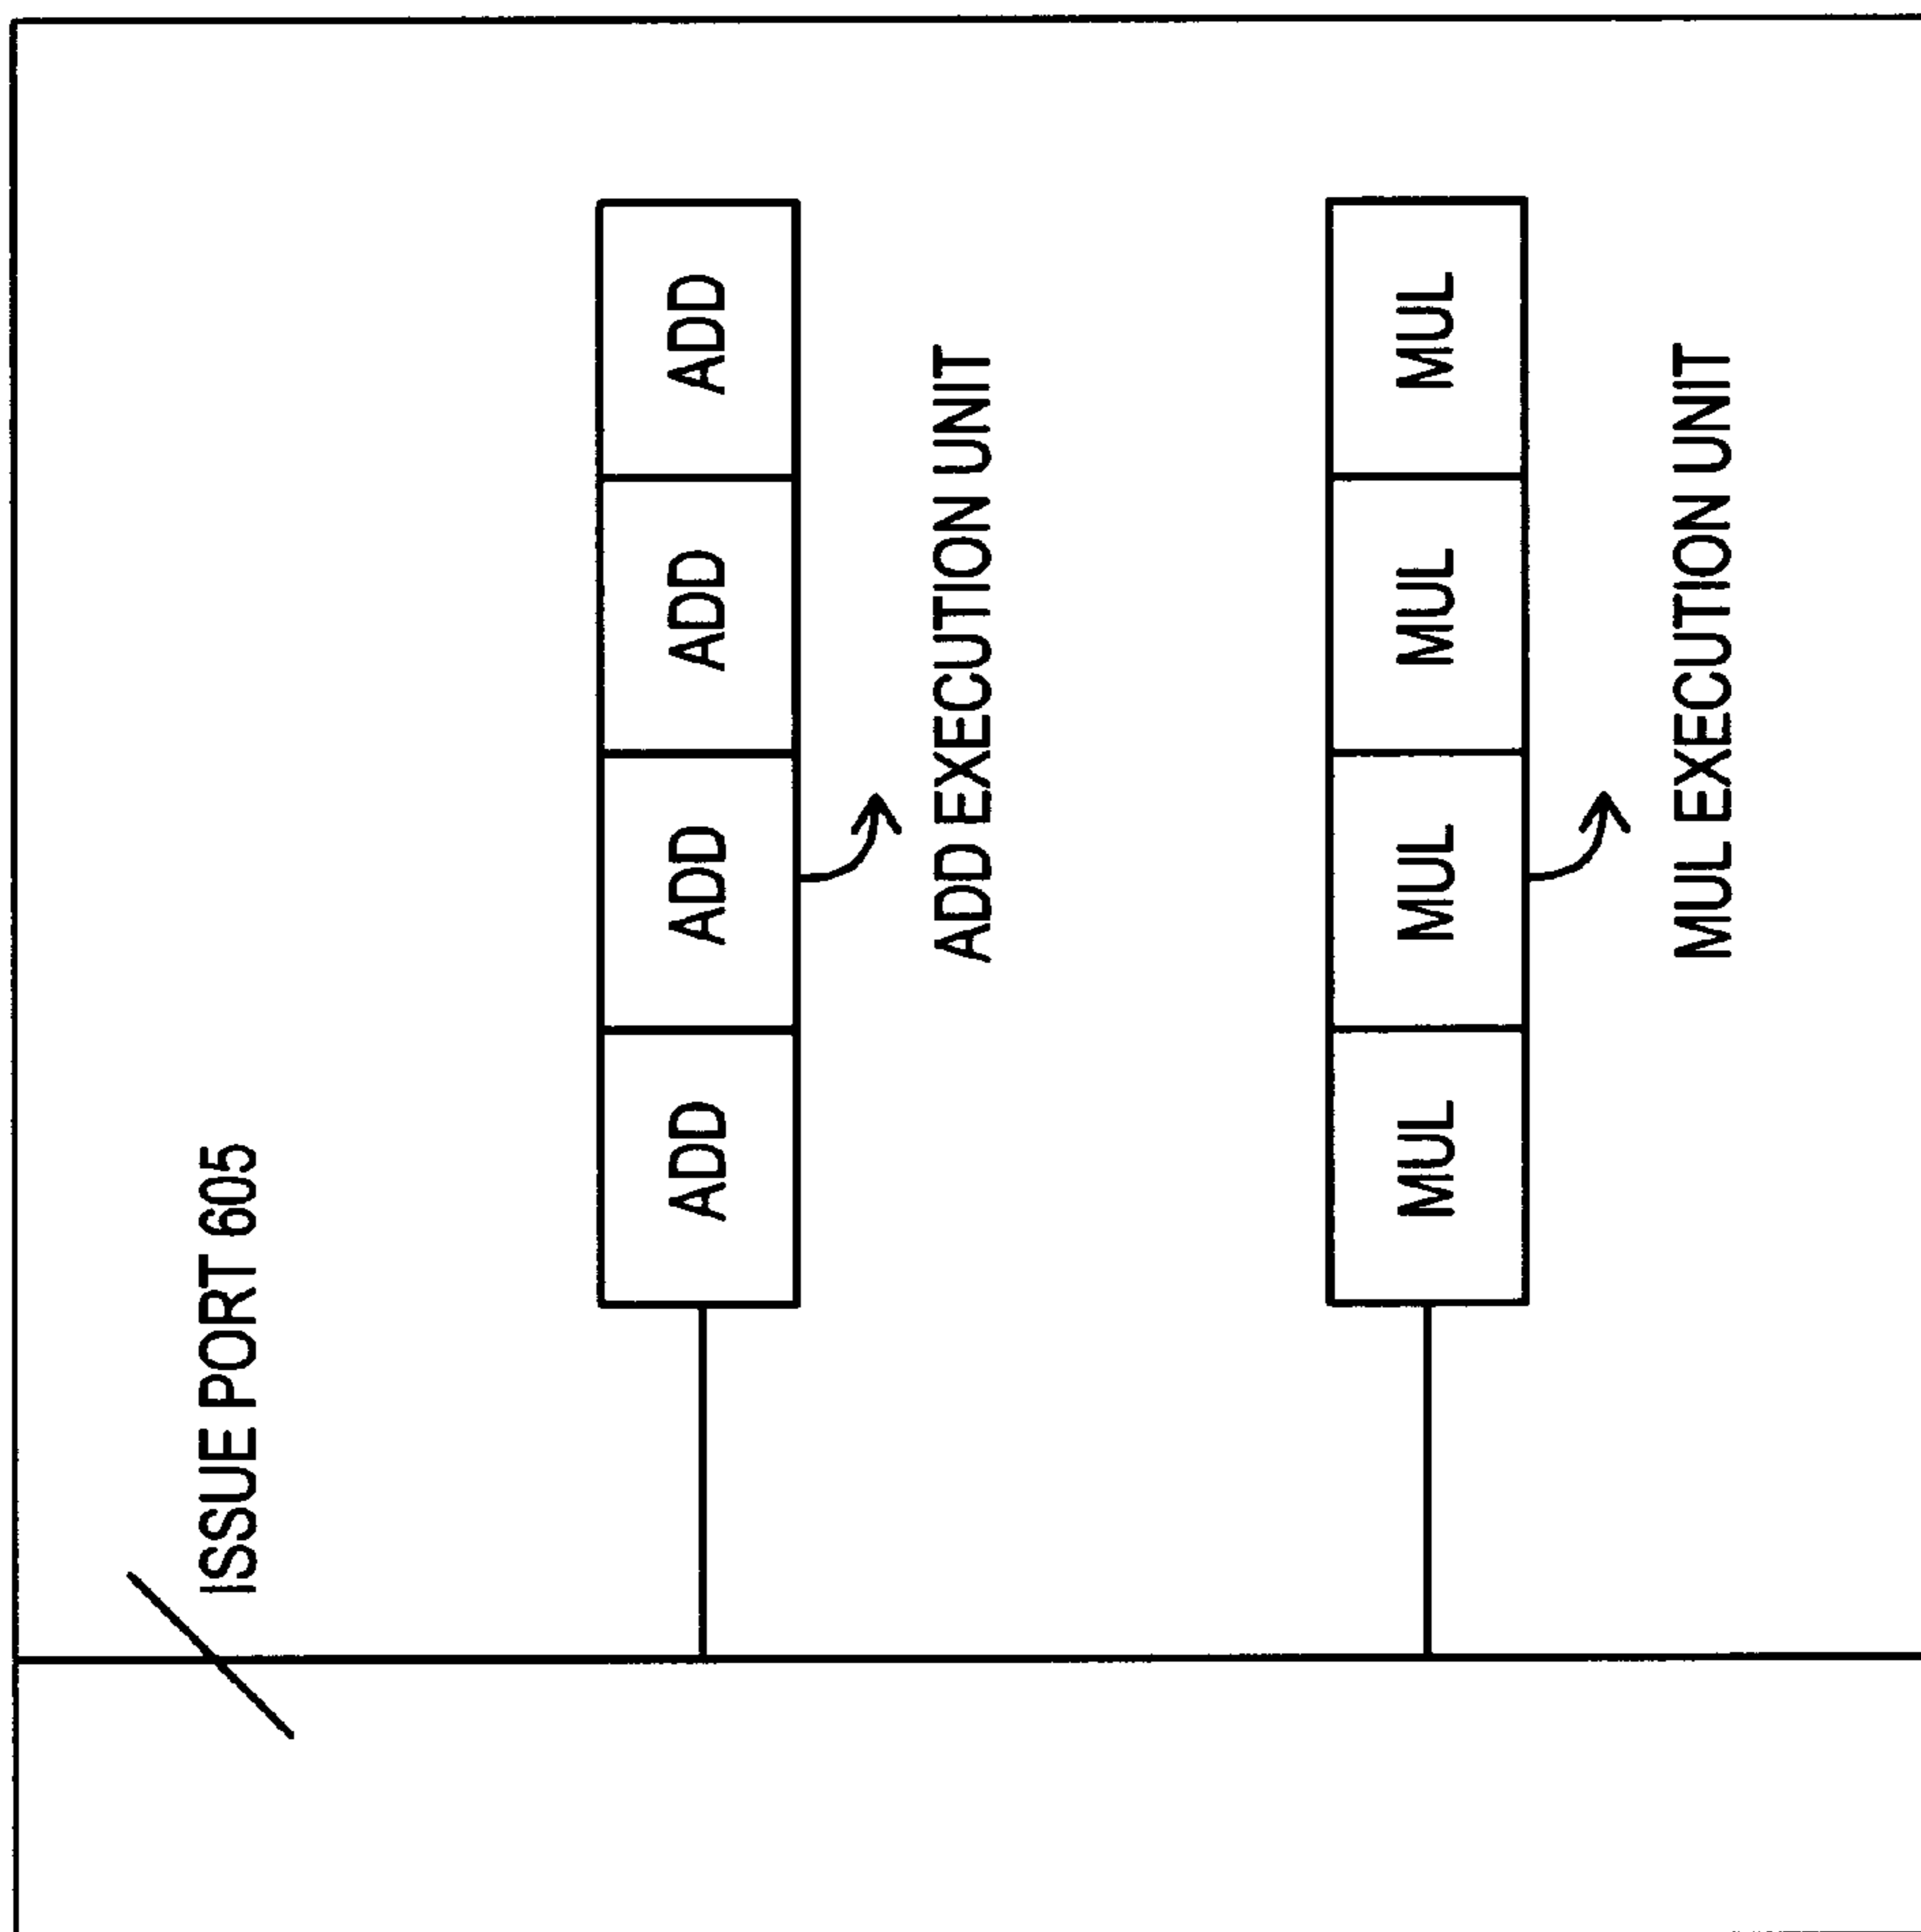 ISSUE PORT 605
ADD ADD ADD ADD
ADD EXECUTION UNIT
MUL MUL MUL MUL
MUL EXECUTION UNIT